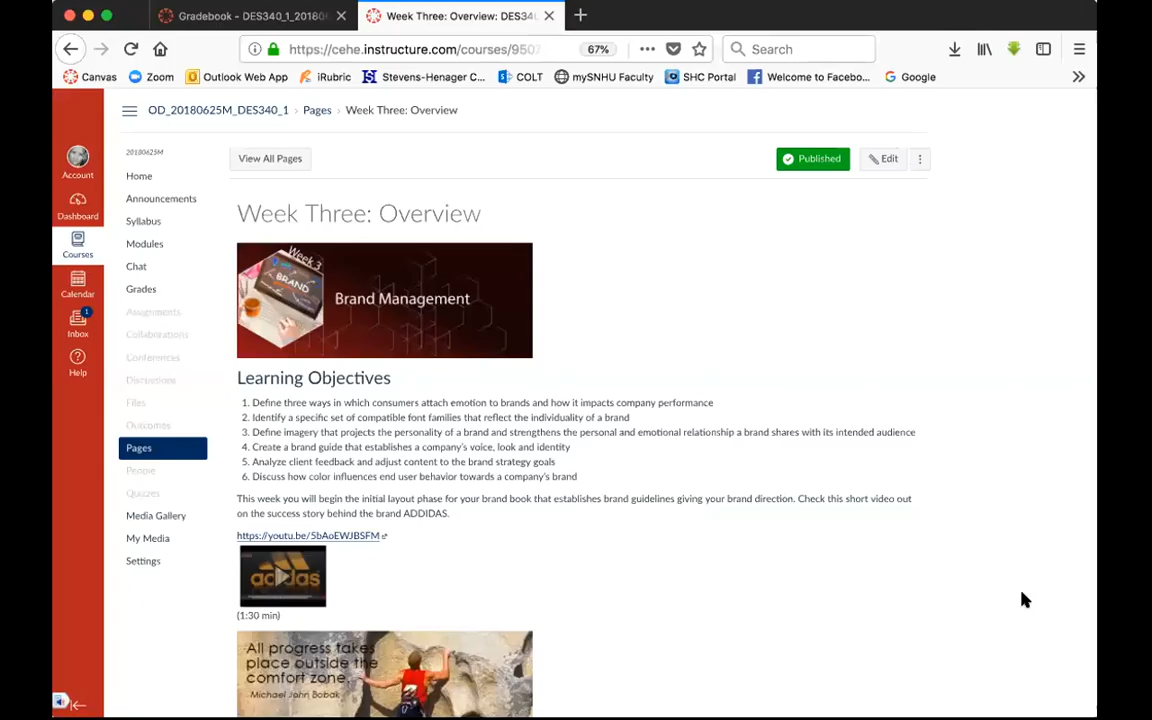 Gradebook - DES340_1_20180
Week Three: Overview: DES34
https://cehe.instructure.com/courses/950
67%
Search
Canvas
Zoom
Outlook Web App
iRubric
Stevens-Henager C...
COLT
mySNHU Faculty
SHC Portal
Welcome to Facebo...
Google
OD_20180625M_DES340_1 › Pages › Week Three: Overview
Account
Dashboard
Courses
Calendar
1
Inbox
Help
20180625M
Home
Announcements
Syllabus
Modules
Chat
Grades
Assignments
Collaborations
Conferences
Discussions
Files
Outcomes
Pages
People
Quizzes
Media Gallery
My Media
Settings
View All Pages
Published
Edit
Week Three: Overview
Week 3
BRAND
Brand Management
Learning Objectives
1. Define three ways in which consumers attach emotion to brands and how it impacts company performance
2. Identify a specific set of compatible font families that reflect the individuality of a brand
3. Define imagery that projects the personality of a brand and strengthens the personal and emotional relationship a brand shares with its intended audience
4. Create a brand guide that establishes a company's voice, look and identity
5. Analyze client feedback and adjust content to the brand strategy goals
6. Discuss how color influences end user behavior towards a company's brand
This week you will begin the initial layout phase for your brand book that establishes brand guidelines giving your brand direction. Check this short video out
on the success story behind the brand ADDIDAS.
https://youtu.be/5bAoEWJBSFM
adidas
(1:30 min)
All progress takes
place outside the
comfort zone.
-Michael John Bobak